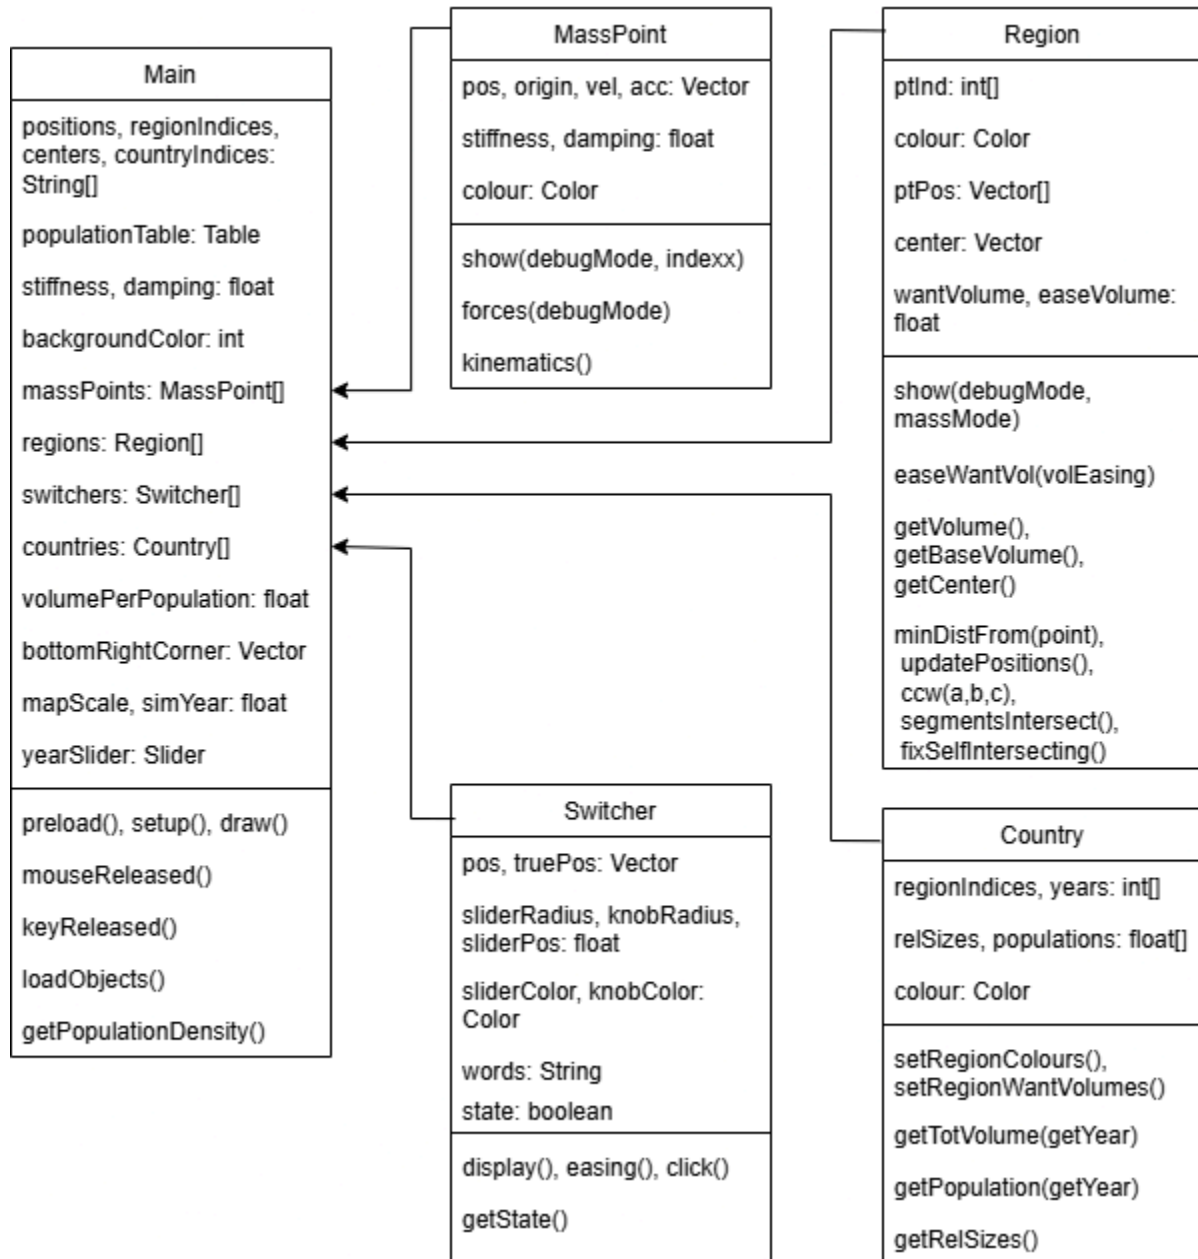 Main
positions, regionIndices,
centers, countryIndices:
String[]
populationTable: Table
stiffness, damping: float
backgroundColor: int
massPoints: MassPoint[]
regions: Region[]
switchers: Switcher[]
countries: Country[]
volumePerPopulation: float
bottomRightCorner: Vector
mapScale, simYear: float
yearSlider: Slider
preload(), setup(), draw()
mouseReleased()
keyReleased()
loadObjects()
getPopulationDensity()
MassPoint
pos, origin, vel, acc: Vector
stiffness, damping: float
colour: Color
show(debugMode, indexx)
forces(debugMode)
kinematics()
Region
ptInd: int[]
colour: Color
ptPos: Vector[]
center: Vector
wantVolume, easeVolume:
float
show(debugMode,
massMode)
easeWantVol(volEasing)
getVolume(),
getBaseVolume(),
getCenter()
minDistFrom(point),
updatePositions(),
ccw(a,b,c),
segmentsIntersect(),
fixSelfIntersecting()
Switcher
pos, truePos: Vector
sliderRadius, knobRadius,
sliderPos: float
sliderColor, knobColor:
Color
words: String
state: boolean
display(), easing(), click()
getState()
Country
regionIndices, years: int[]
relSizes, populations: float[]
colour: Color
setRegionColours(),
setRegionWantVolumes()
getTotVolume(getYear)
getPopulation(getYear)
getRelSizes()